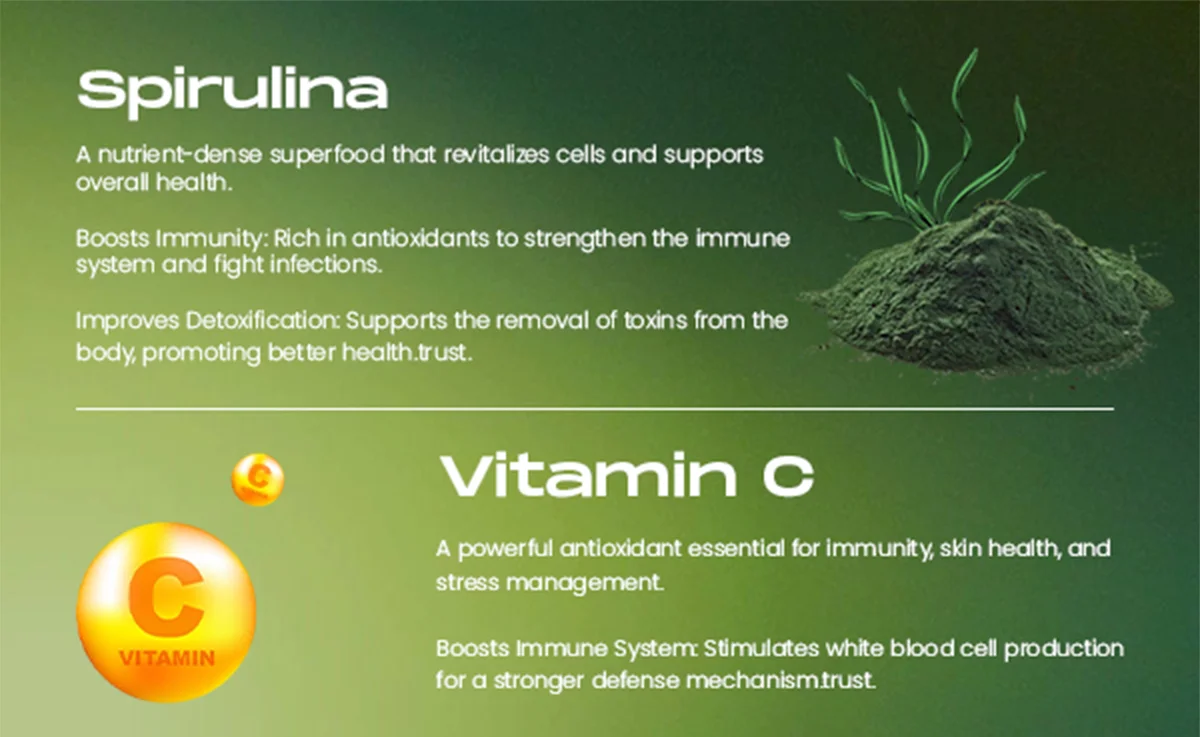 Spirulina
A nutrient-dense superfood that revitalizes cells and supports
overall health.
Boosts Immunity: Rich in antioxidants to strengthen the immune
system and fight infections.
Improves Detoxification: Supports the removal of toxins from the
body, promoting better health.trust.
Vitamin C
C
C
VITAMIN
A powerful antioxidant essential for immunity, skin health, and
stress management.
Boosts Immune System: Stimulates white blood cell production
for a stronger defense mechanism.trust.